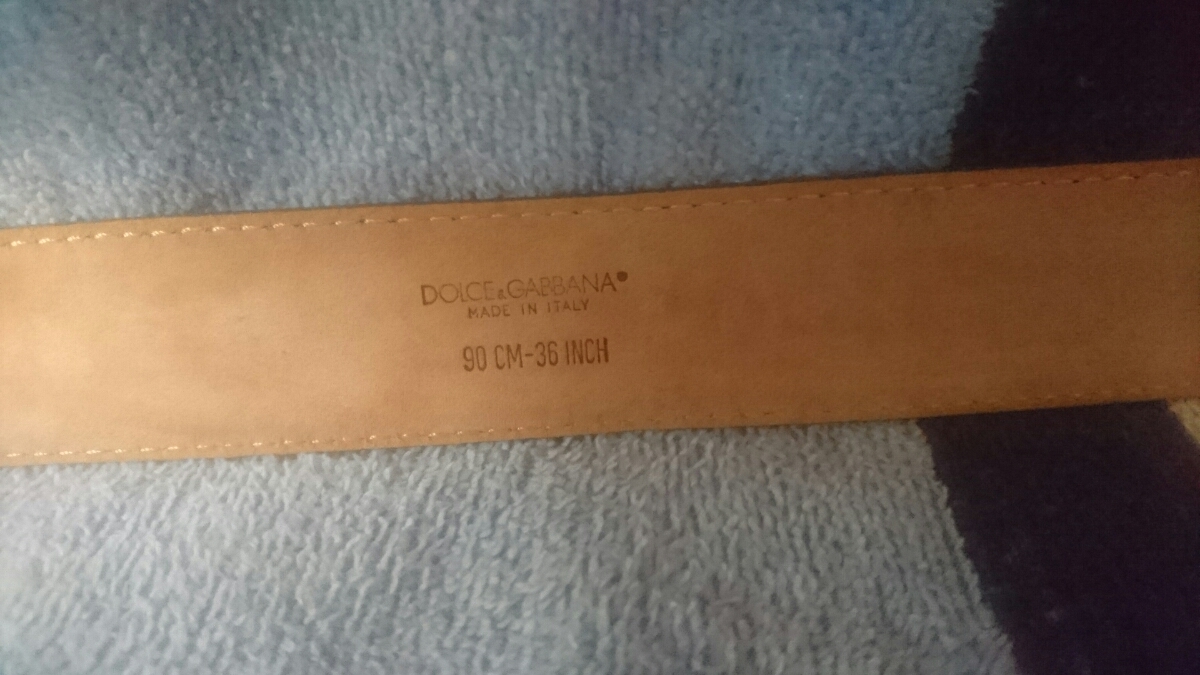 DOLCE&GABBANA®
MADE IN ITALY
90 CM-36 INCH